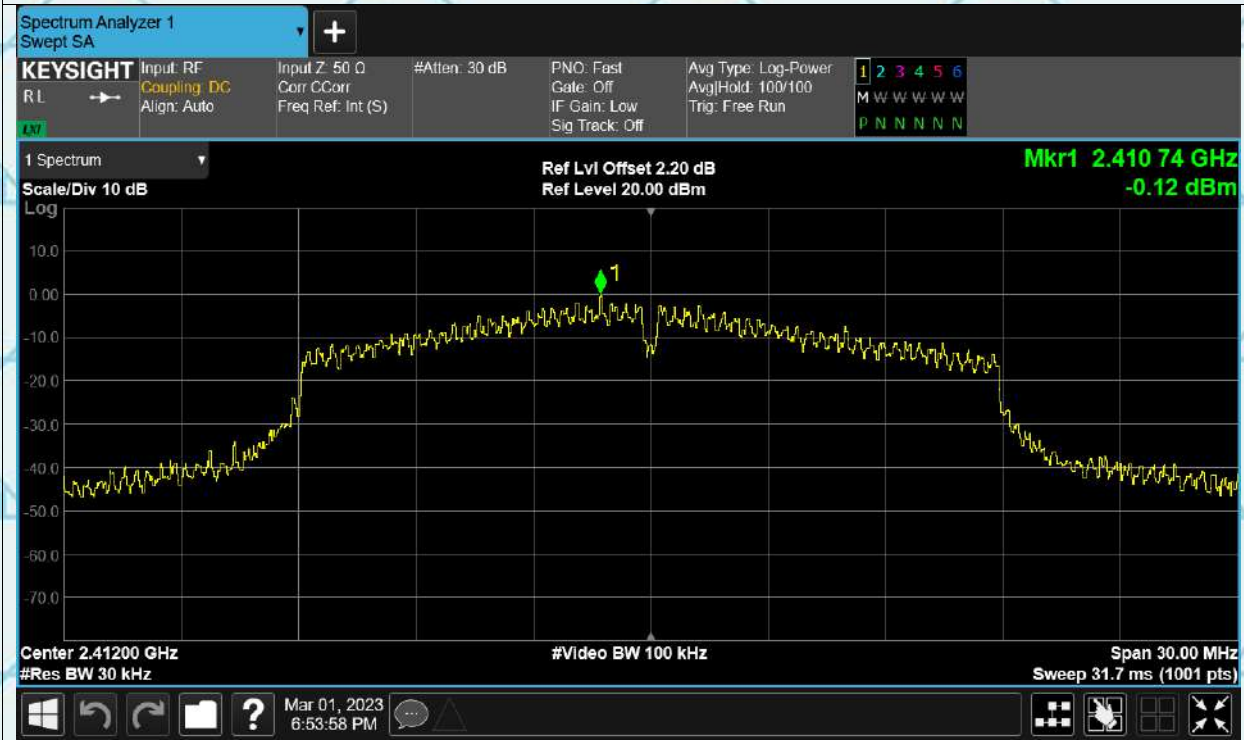 Spectrum Analyzer 1
Swept SA
KEYSIGHT
RL
LXI
Input: RF
Coupling: DC
Align: Auto
Input Z: 50 Ω
Corr CCorr
Freq Ref: Int (S)
#Atten: 30 dB
PNO: Fast
Gate: Off
IF Gain: Low
Sig Track: Off
Avg Type: Log-Power
Avg|Hold: 100/100
Trig: Free Run
1 2 3 4 5 6
M W W W W W
P N N N N N
1 Spectrum
Scale/Div 10 dB
Log
Ref Lvl Offset 2.20 dB
Ref Level 20.00 dBm
Mkr1 2.410 74 GHz
-0.12 dBm
10.0
0.00
-10.0
-20.0
-30.0
-40.0
-50.0
-60.0
-70.0
1
Center 2.41200 GHz
#Res BW 30 kHz
#Video BW 100 kHz
Span 30.00 MHz
Sweep 31.7 ms (1001 pts)
?
Mar 01, 2023
6:53:58 PM